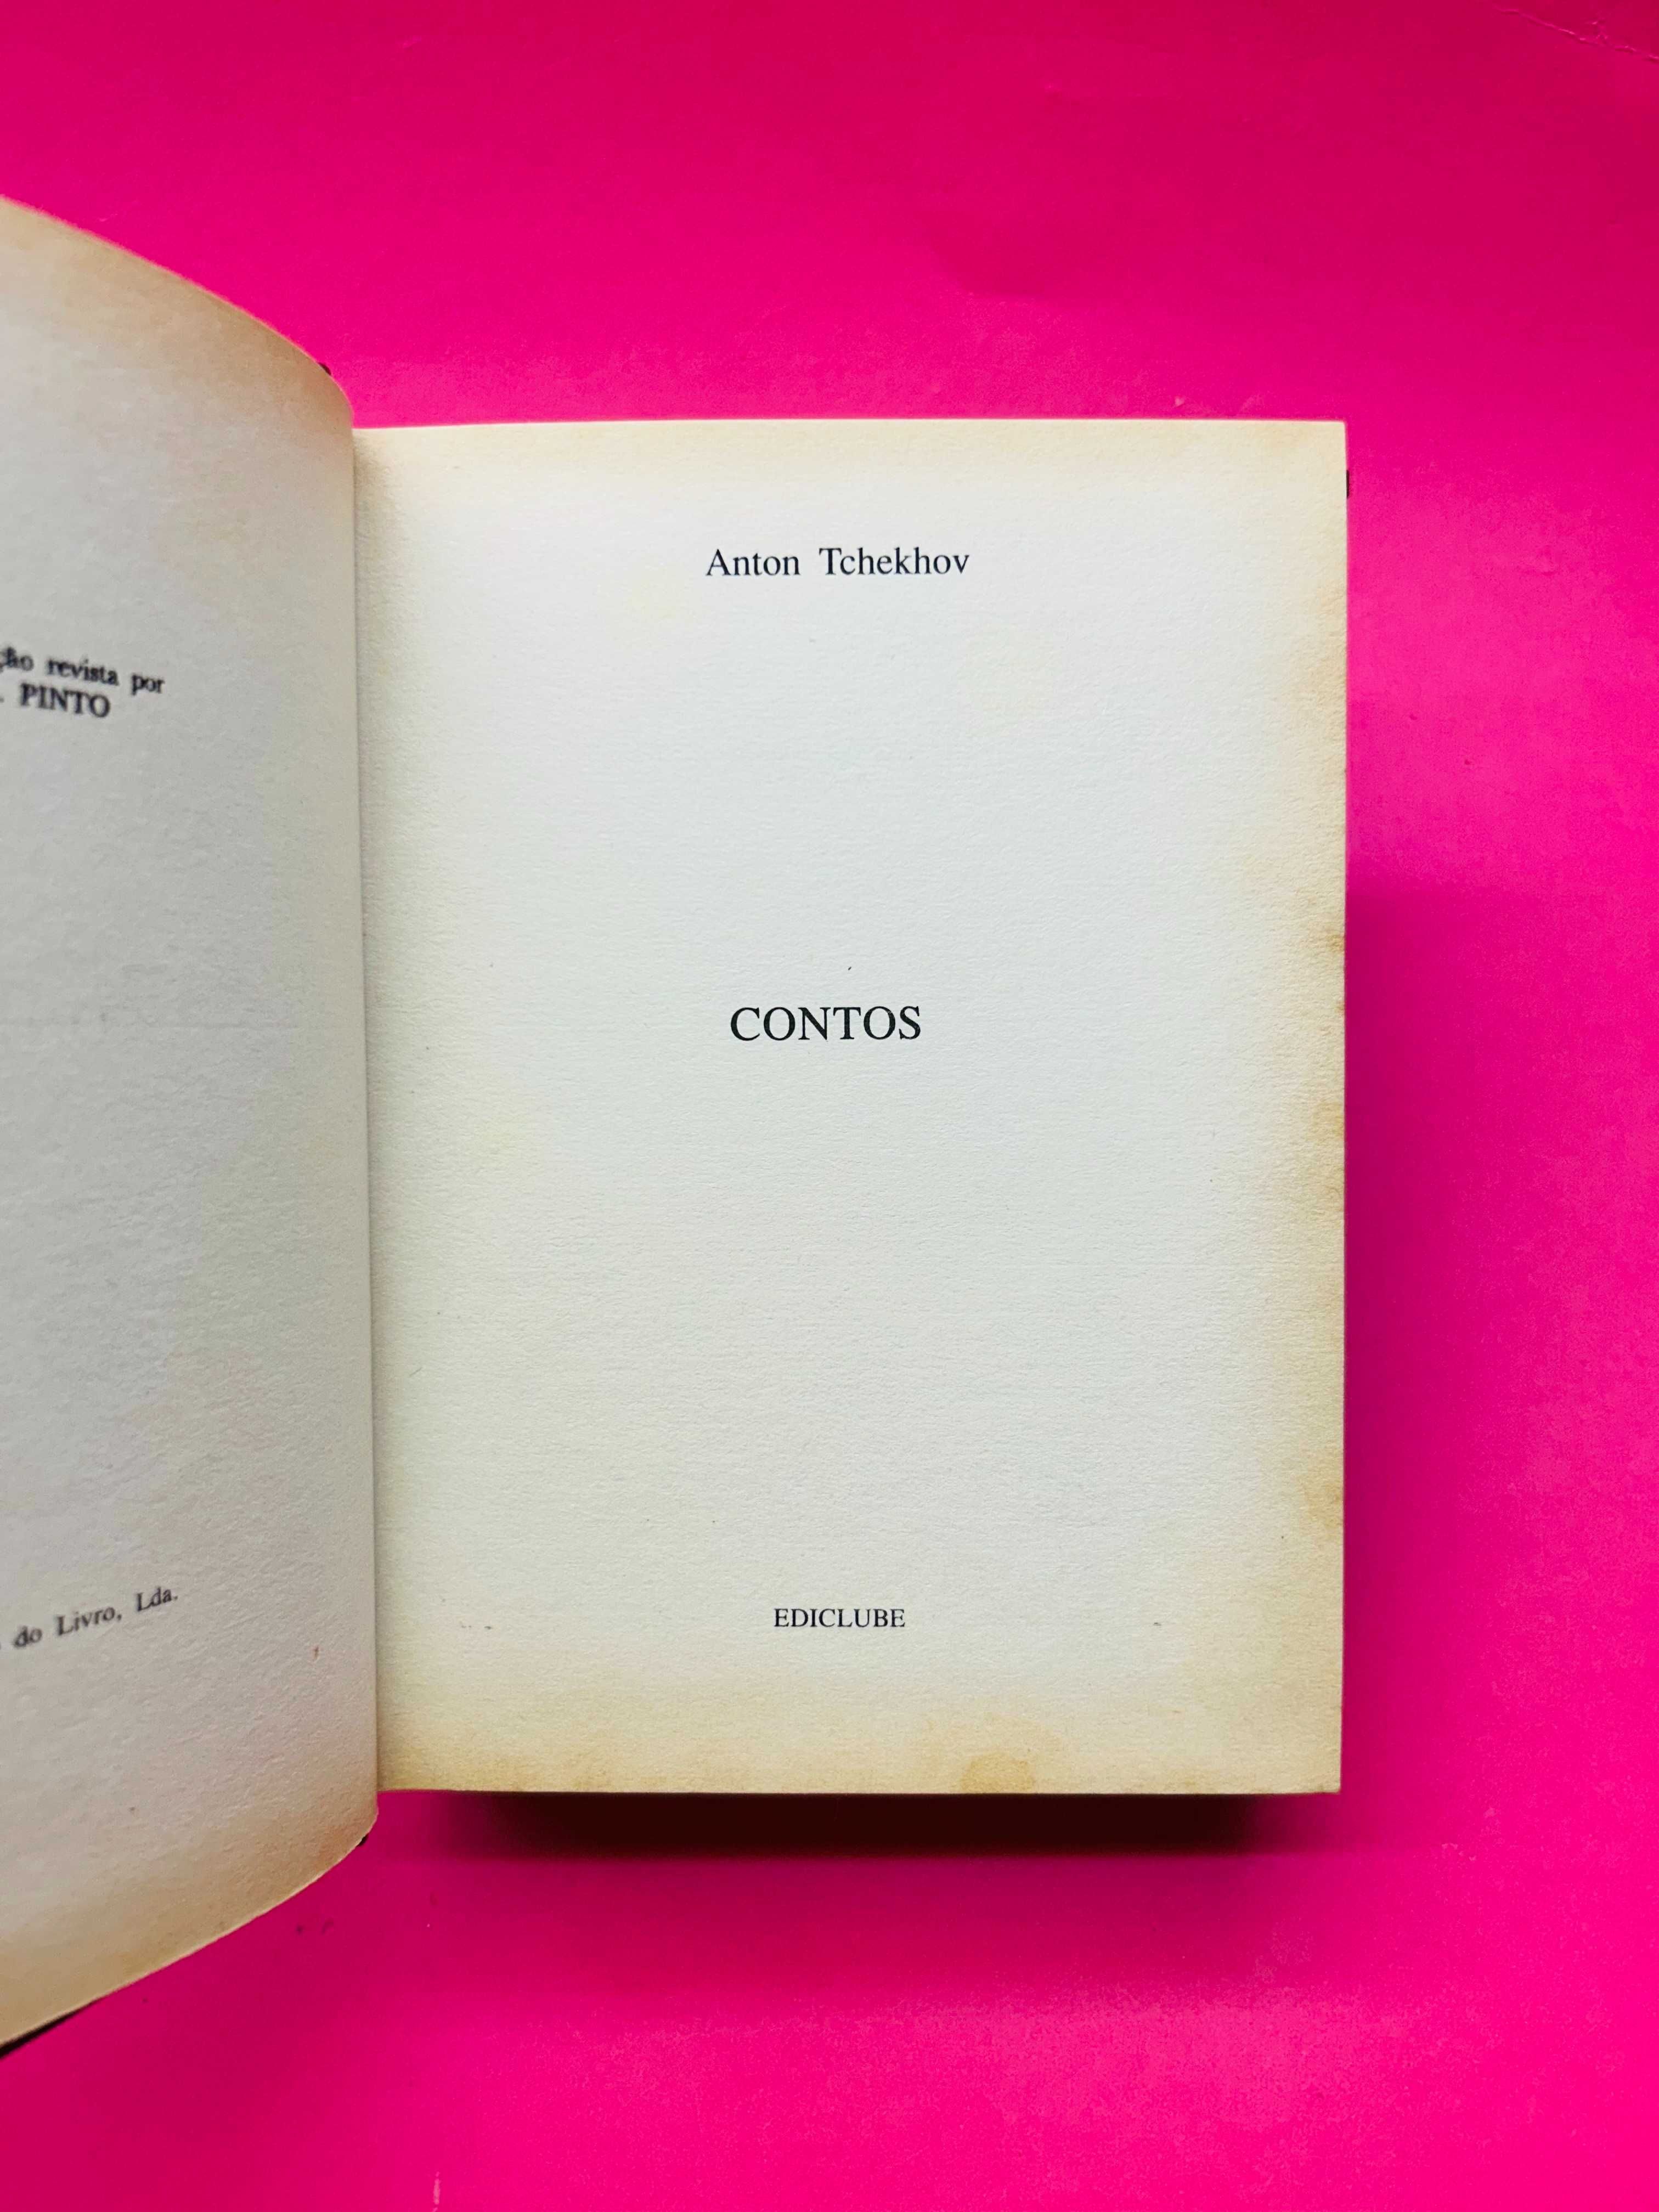 revista por
PINTO
do Livro, Lda.
Anton Tchekhov
CONTOS
EDICLUBE